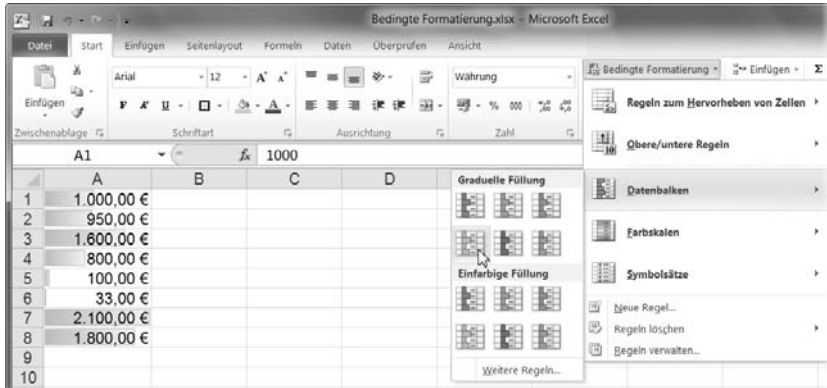 Bedingte Formatierung.xlsx - Microsoft Excel
Datei Start Einfügen Seitenlayout Formeln Daten Überprüfen Ansicht
Arial 12 A A Währung
Bedingte Formatierung Einfügen Σ
Einfügen F K U A % 000
Zwischenablage Schriftart Ausrichtung Zahl
Regeln zum Hervorheben von Zellen
Obere/untere Regeln
Datenbalken
Farbskalen
Symbolsätze
Neue Regel...
Regeln löschen
Regeln verwalten...
A1 fx 1000
A B C D
1 1.000,00 €
2 950,00 €
3 1.600,00 €
4 800,00 €
5 100,00 €
6 33,00 €
7 2.100,00 €
8 1.800,00 €
9
10
Graduelle Füllung
Einfarbige Füllung
Weitere Regeln...